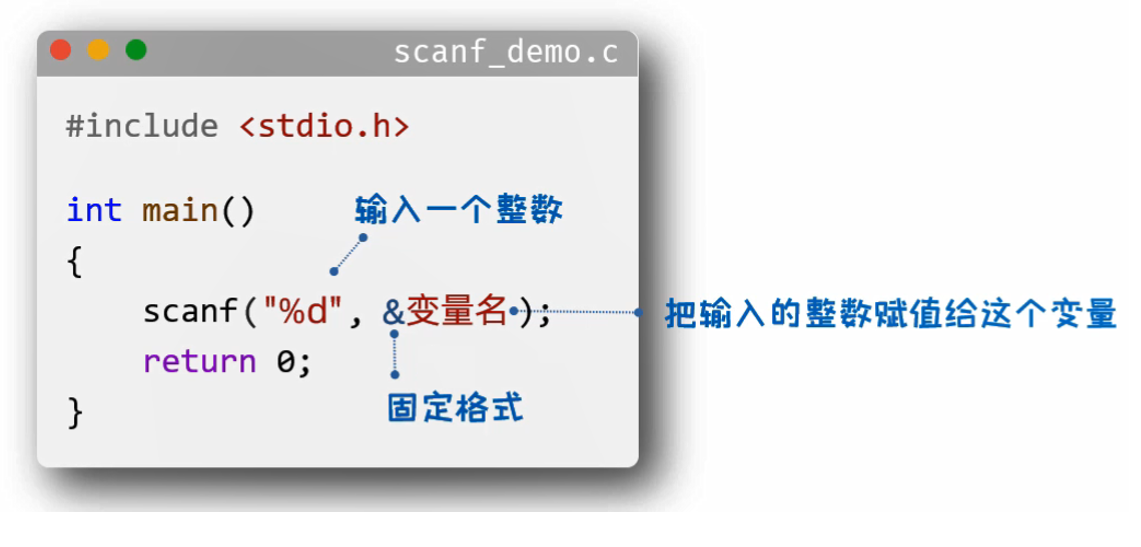 scanf_demo.c
#include <stdio.h>
int main()
输入一个整数
{
scanf("%d", &变量名);
把输入的整数赋值给这个变量
return 0;
固定格式
}